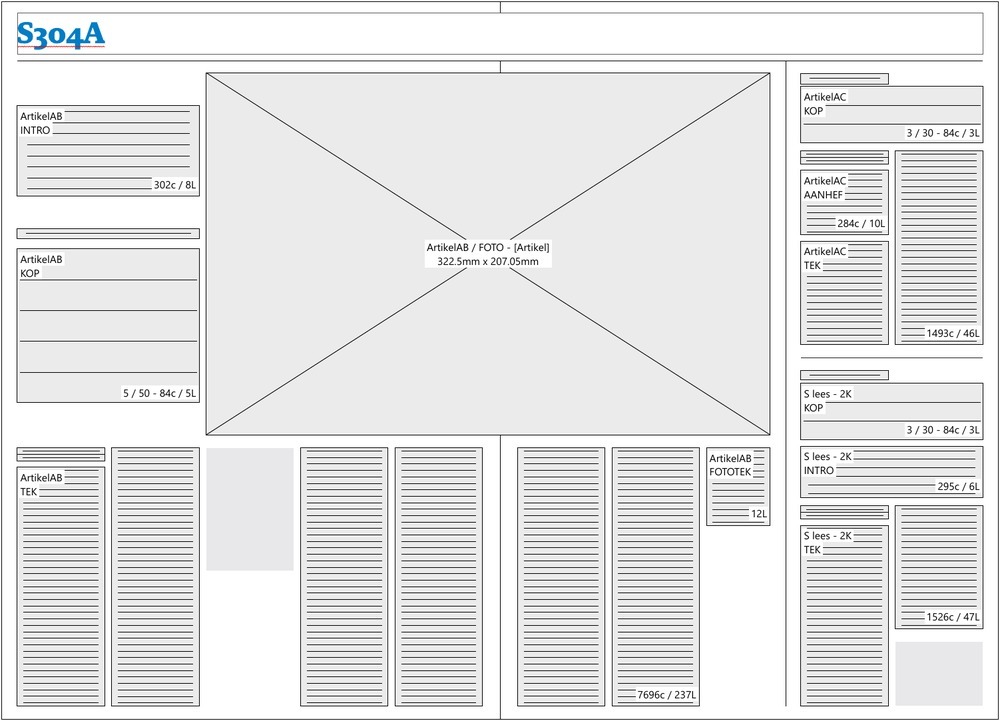 S304A
ArtikelAB
INTRO
302c / 8L
ArtikelAB
KOP
5 / 50 - 84c / 5L
ArtikelAB / FOTO - [Artikel]
322.5mm x 207.05mm
ArtikelAB
TEK
7696c / 237L
ArtikelAB
FOTOTEK
12L
ArtikelAC
KOP
3 / 30 - 84c / 3L
ArtikelAC
AANHEF
284c / 10L
ArtikelAC
TEK
1493c / 46L
S lees - 2K
KOP
3 / 30 - 84c / 3L
S lees - 2K
INTRO
295c / 6L
S lees - 2K
TEK
1526c / 47L